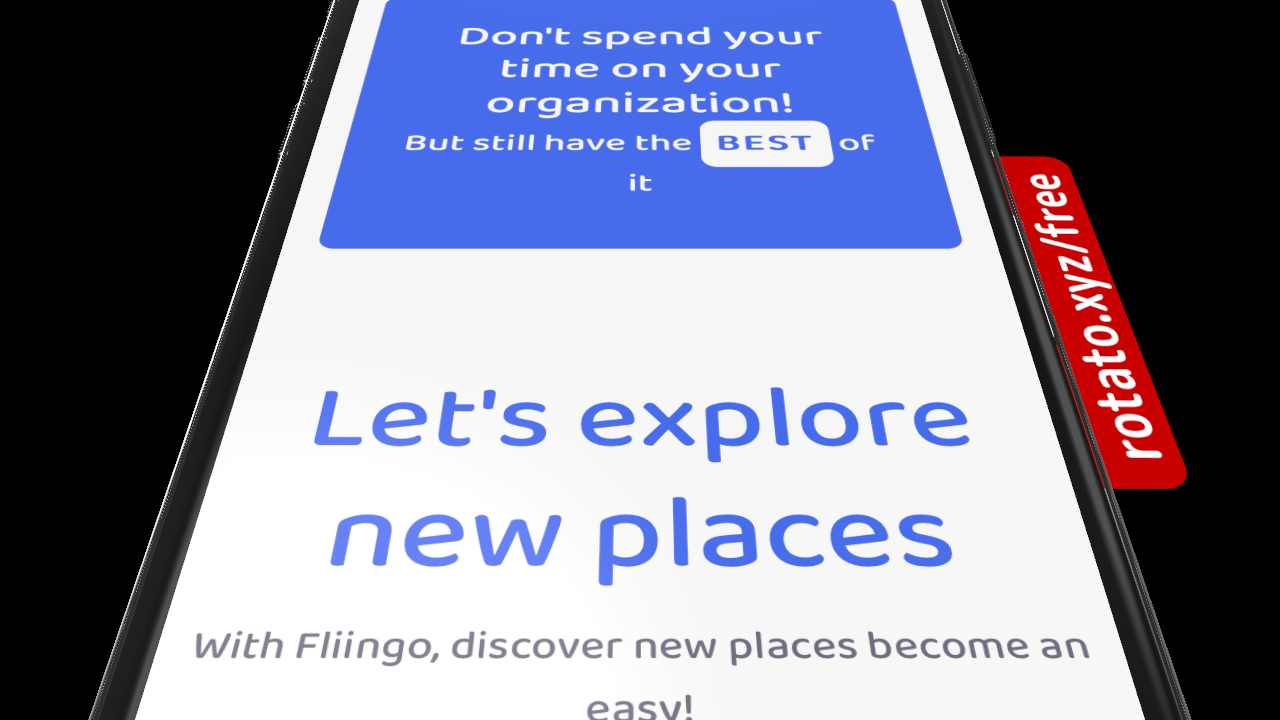 Don't spend your
time on your
organization!
But still have the BEST of
it
rotato.xyz/free
Let's explore
new places
With Fliingo, discover new places become an
easy!